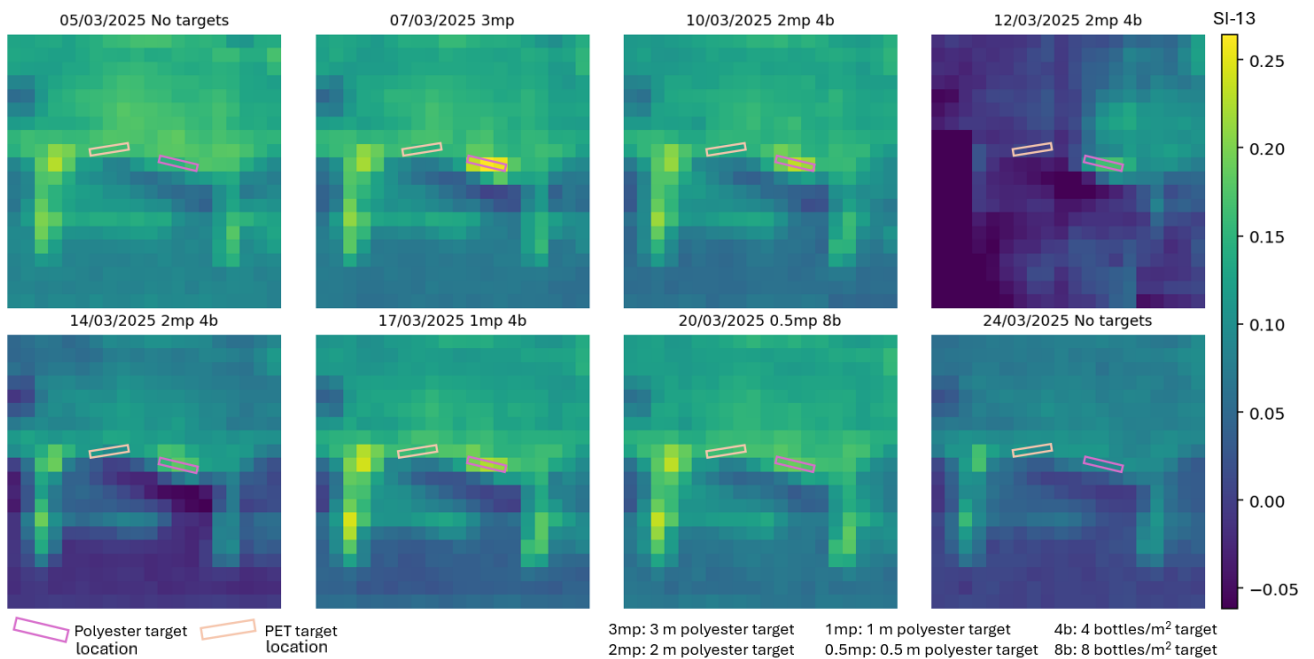 05/03/2025 No targets
07/03/2025 3mp
10/03/2025 2mp 4b
12/03/2025 2mp 4b
SI-13
0.25
0.20
0.15
0.10
0.05
0.00
−0.05
14/03/2025 2mp 4b
17/03/2025 1mp 4b
20/03/2025 0.5mp 8b
24/03/2025 No targets
Polyester target
location
PET target
location
3mp: 3 m polyester target
2mp: 2 m polyester target
1mp: 1 m polyester target
0.5mp: 0.5 m polyester target
4b: 4 bottles/m² target
8b: 8 bottles/m² target